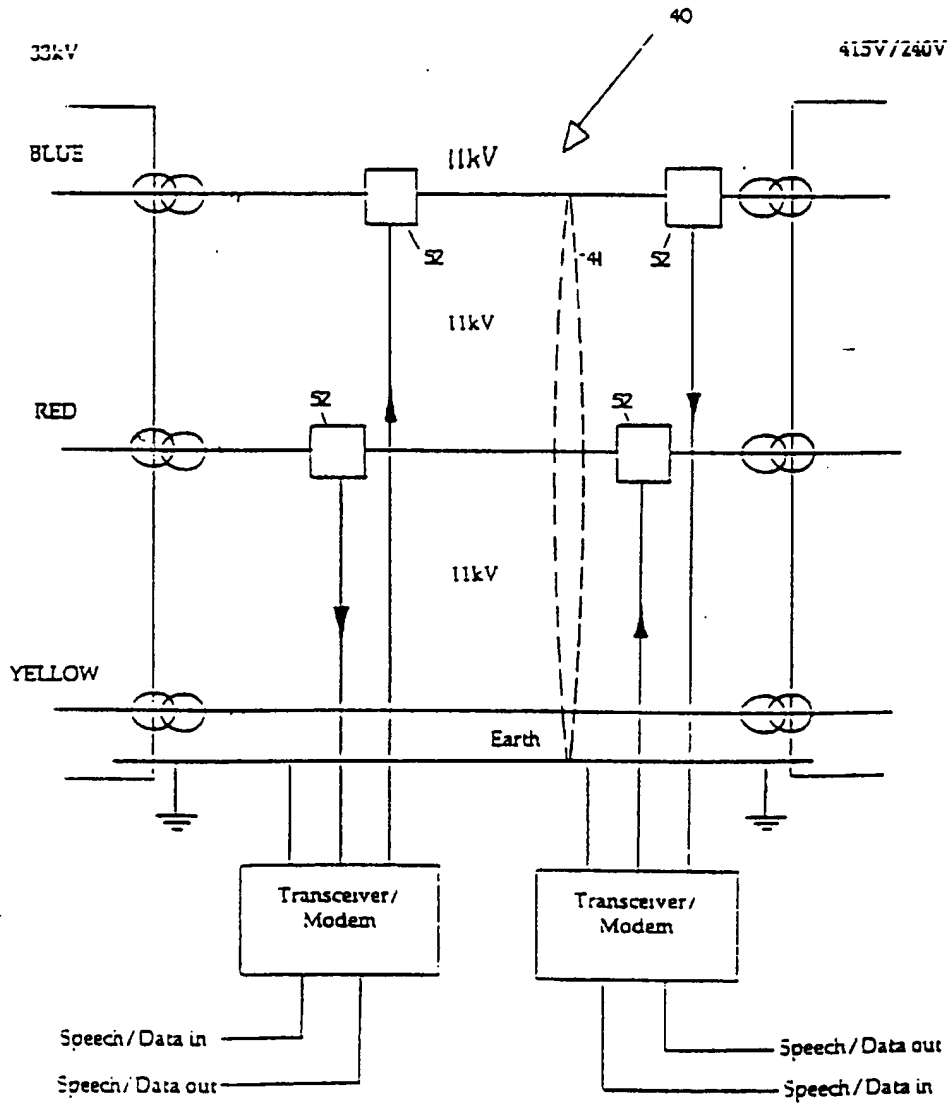 40
33kV
415V/240V
BLUE
11kV
52
41
52
11kV
RED
52
52
11kV
YELLOW
Earth
Transceiver/
Modem
Transceiver/
Modem
Speech/Data in
Speech/Data out
Speech/Data out
Speech/Data in